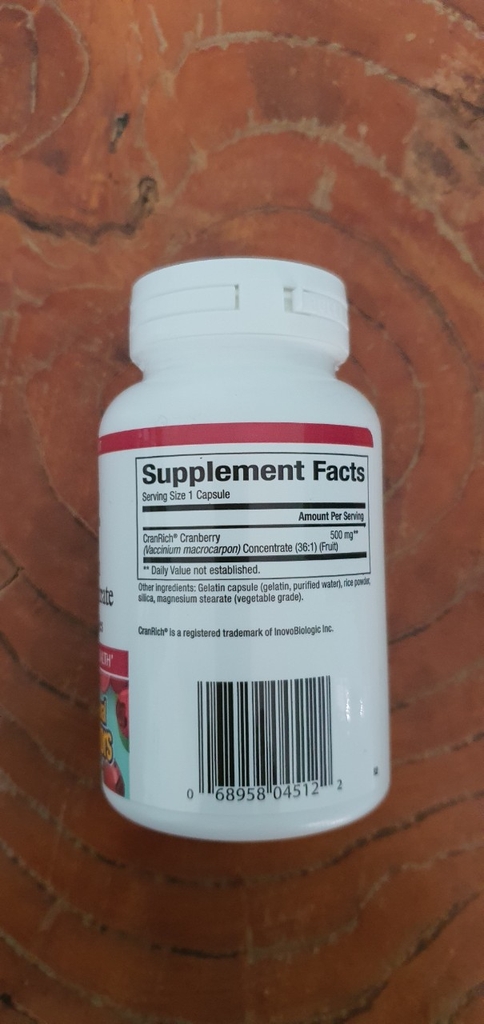 Supplement Facts
Serving Size 1 Capsule
Amount Per Serving
CranRich® Cranberry 500 mg**
(Vaccinium macrocarpon) Concentrate (36:1) (Fruit)
** Daily Value not established.
Other ingredients: Gelatin capsule (gelatin, purified water), rice powder,
silica, magnesium stearate (vegetable grade).
CranRich® is a registered trademark of InovoBiologic Inc.
0 68958 04512 2